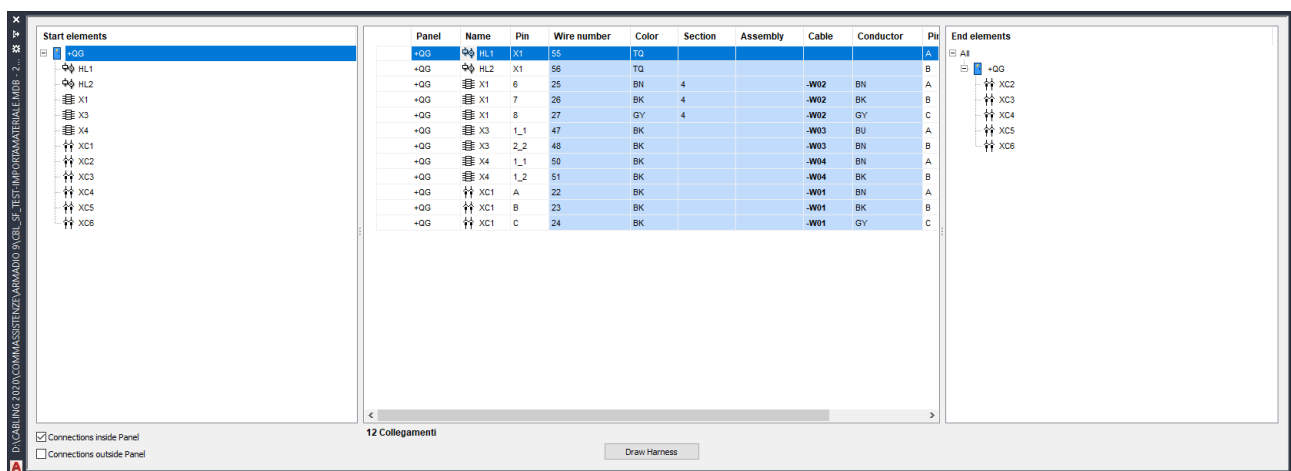 Start elements
+QG
HL1
HL2
X1
X3
X4
XC1
XC2
XC3
XC4
XC5
XC6
Connections inside Panel
Connections outside Panel
Panel Name Pin Wire number Color Section Assembly Cable Conductor Pin
+QG HL1 X1 55 TQ A
+QG HL2 X1 56 TQ B
+QG X1 6 25 BN 4 -W02 BN A
+QG X1 7 26 BK 4 -W02 BK B
+QG X1 8 27 GY 4 -W02 GY C
+QG X3 1_1 47 BK -W03 BU A
+QG X3 2_2 48 BK -W03 BN B
+QG X4 1_1 50 BK -W04 BN A
+QG X4 1_2 51 BK -W04 BK B
+QG XC1 A 22 BK -W01 BN A
+QG XC1 B 23 BK -W01 BK B
+QG XC1 C 24 BK -W01 GY C
12 Collegamenti
Draw Harness
End elements
All
+QG
XC2
XC3
XC4
XC5
XC6
D:\CABLING 2020\COMMASSISTENZE\ARMADIO 9\CBL_SF_TEST-IMPORTAMATERIALE.MDB - 2...
A